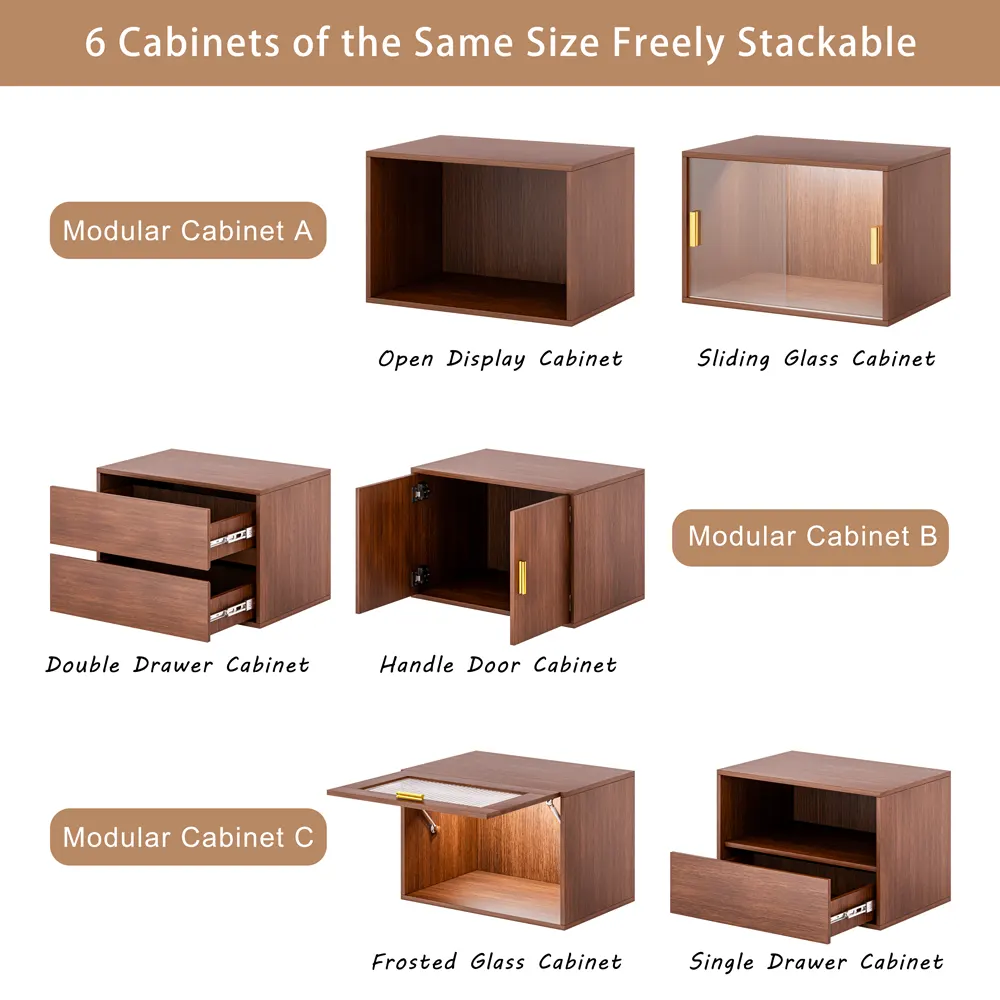 6 Cabinets of the Same Size Freely Stackable
Modular Cabinet A
Open Display Cabinet
Sliding Glass Cabinet
Modular Cabinet B
Double Drawer Cabinet
Handle Door Cabinet
Modular Cabinet C
Frosted Glass Cabinet
Single Drawer Cabinet